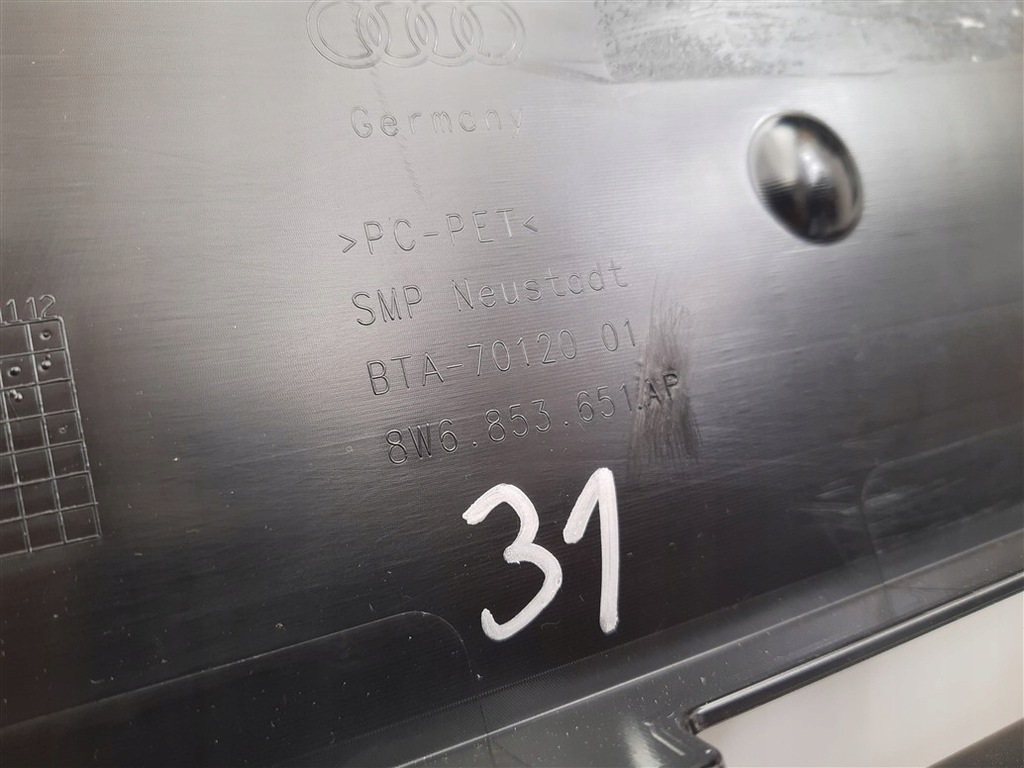 Germany
>PC-PET<
SMP Neustadt
BTA-70120 01
8W6.853.651.AP
31